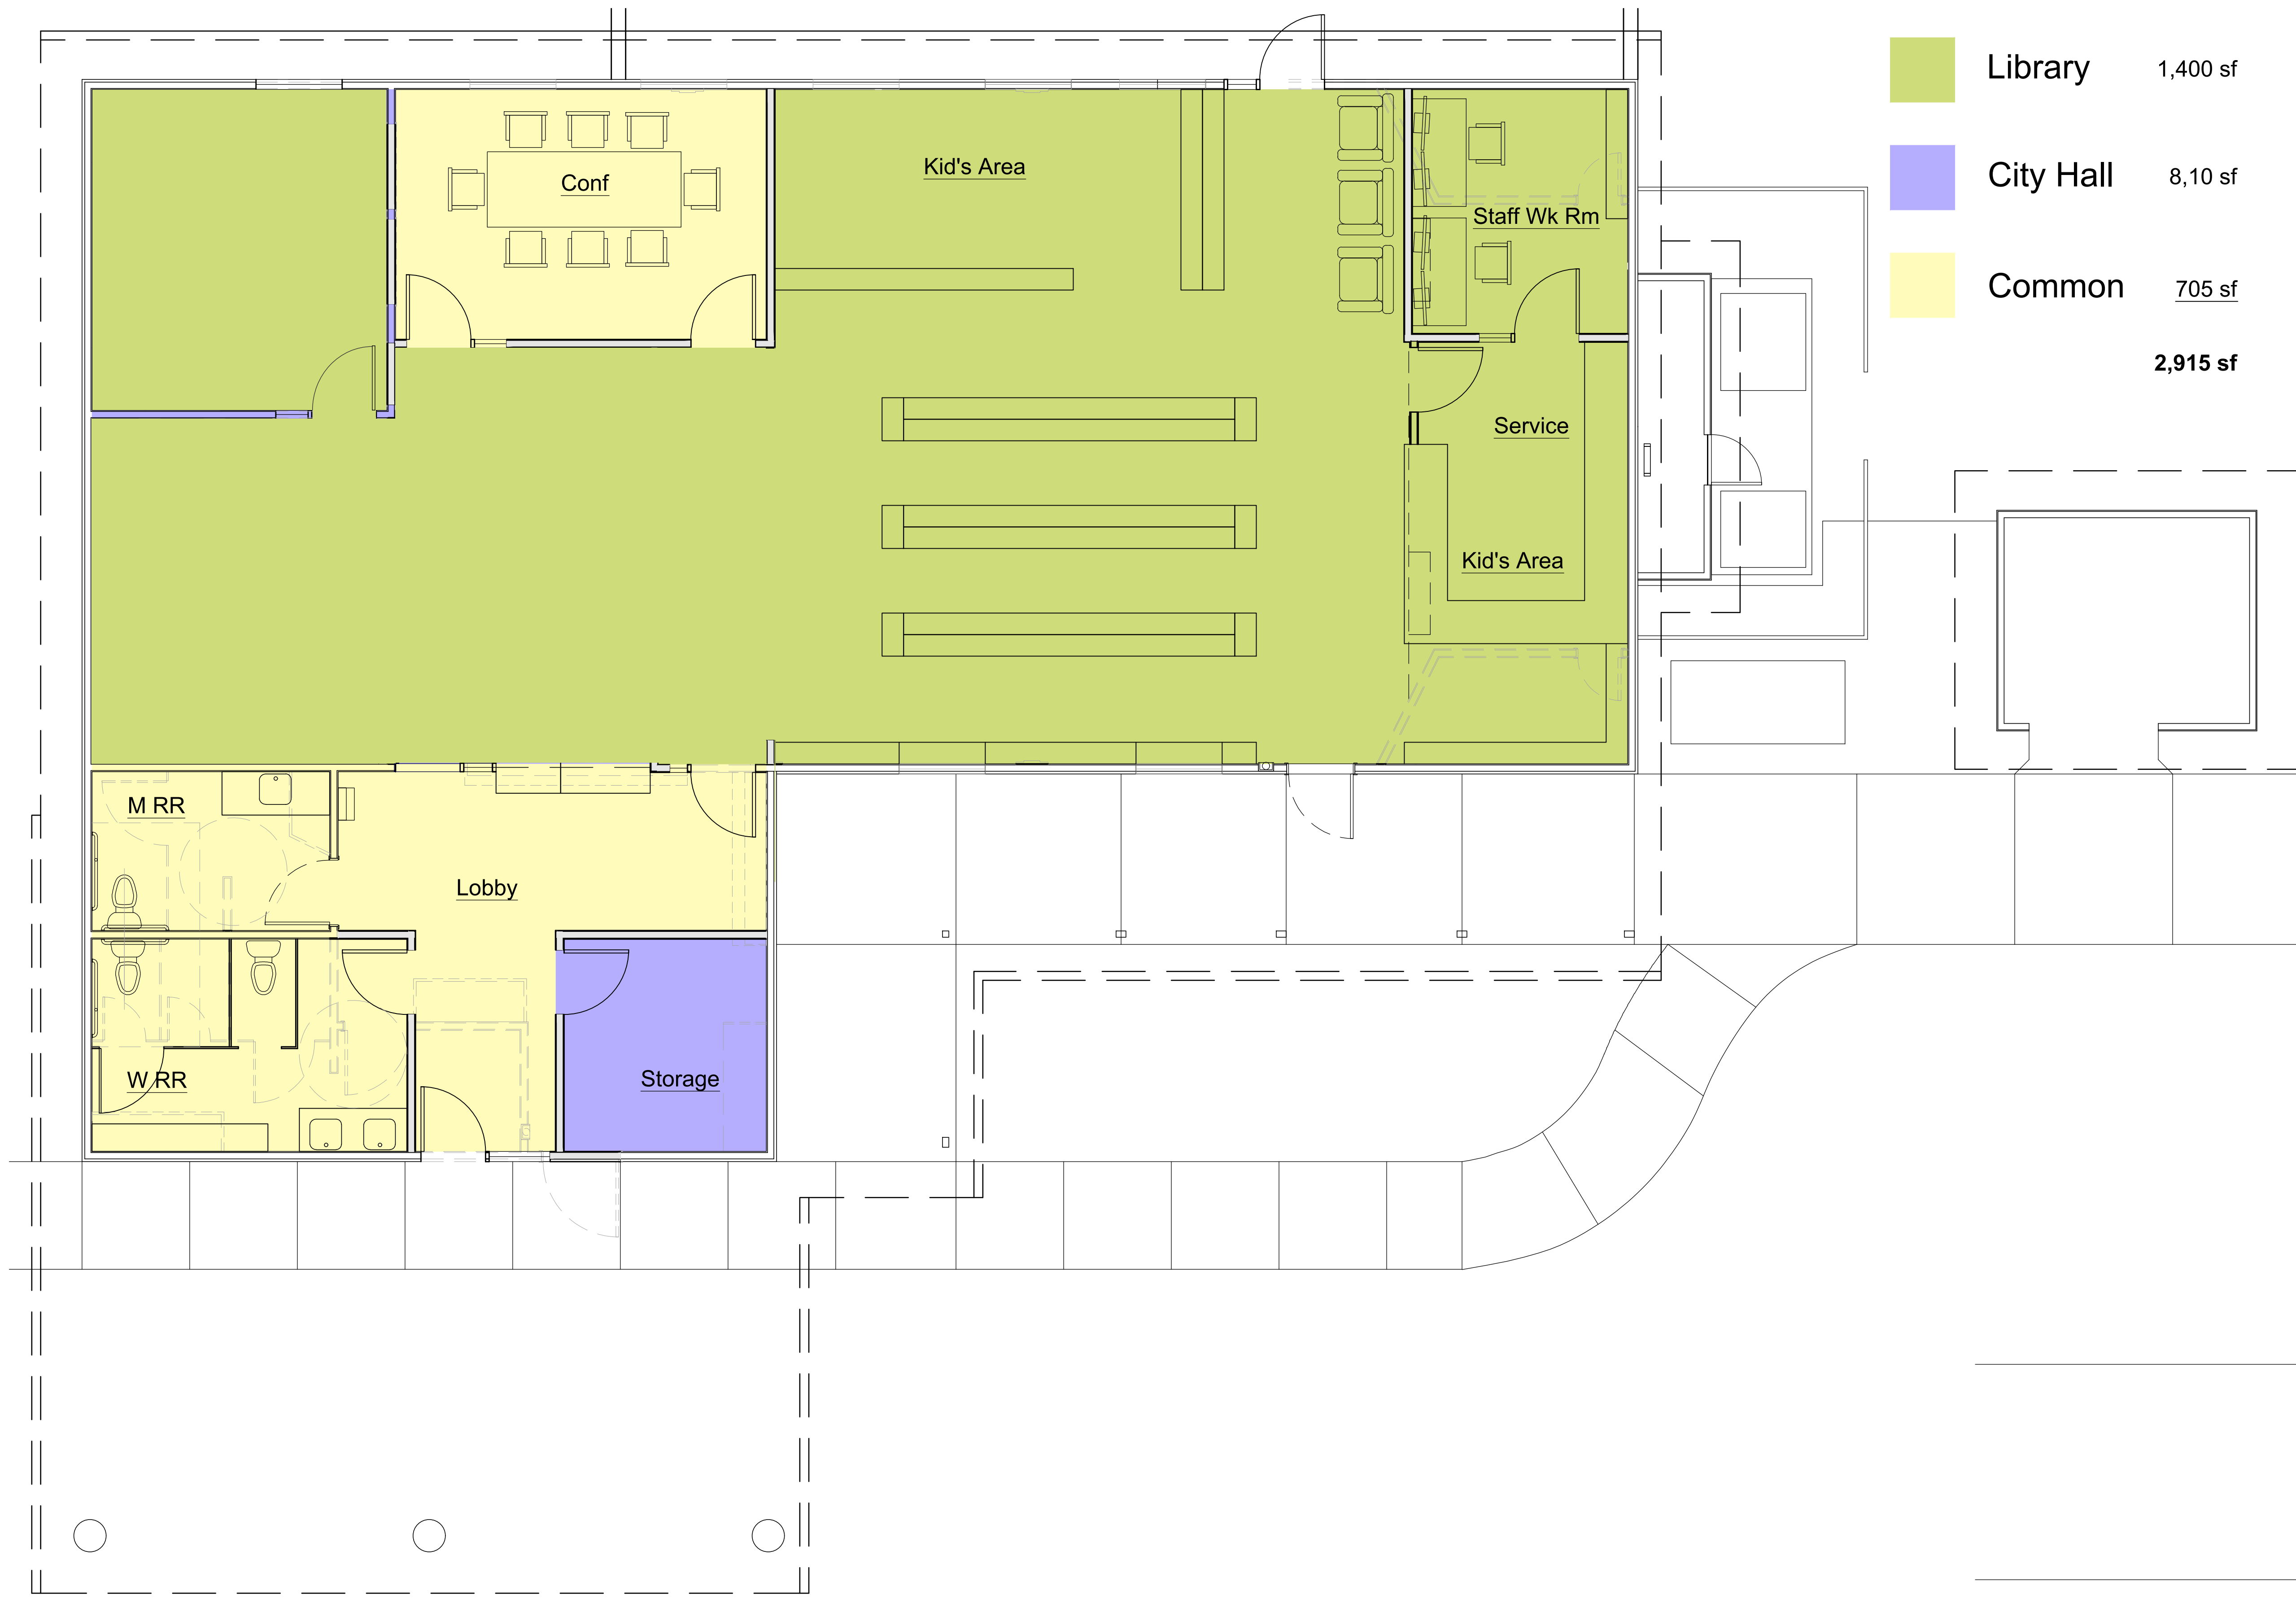 Library 1,400 sf
City Hall 8,10 sf
Common 705 sf
2,915 sf
Conf
Kid's Area
Staff Wk Rm
Service
Kid's Area
M RR
Lobby
W RR
Storage